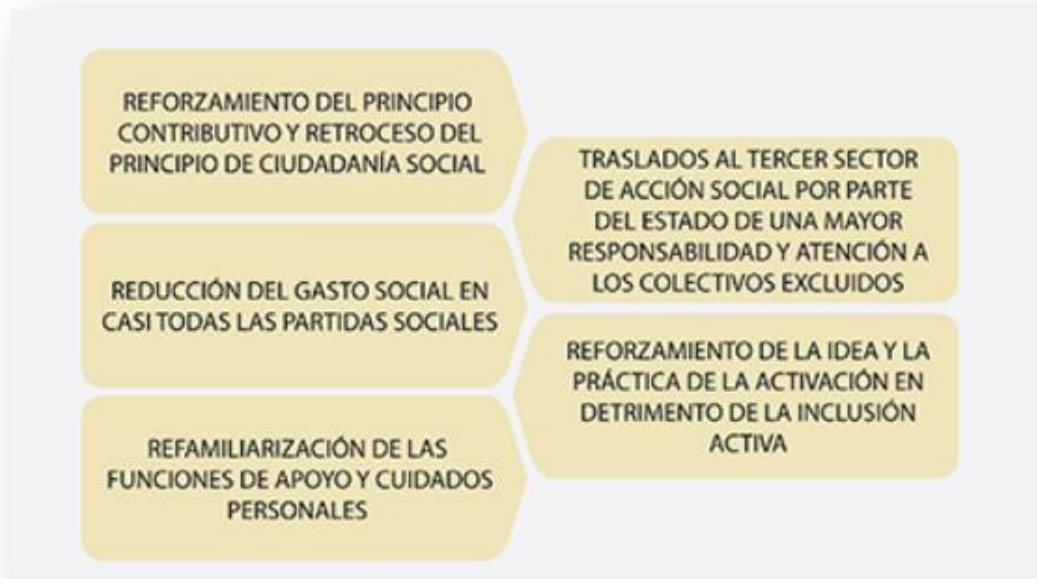 REFORZAMIENTO DEL PRINCIPIO
CONTRIBUTIVO Y RETROCESO DEL
PRINCIPIO DE CIUDADANÍA SOCIAL
REDUCCIÓN DEL GASTO SOCIAL EN
CASI TODAS LAS PARTIDAS SOCIALES
REFAMILIARIZACIÓN DE LAS
FUNCIONES DE APOYO Y CUIDADOS
PERSONALES
TRASLADOS AL TERCER SECTOR
DE ACCIÓN SOCIAL POR PARTE
DEL ESTADO DE UNA MAYOR
RESPONSABILIDAD Y ATENCIÓN A
LOS COLECTIVOS EXCLUIDOS
REFORZAMIENTO DE LA IDEA Y LA
PRÁCTICA DE LA ACTIVACIÓN EN
DETRIMENTO DE LA INCLUSIÓN
ACTIVA